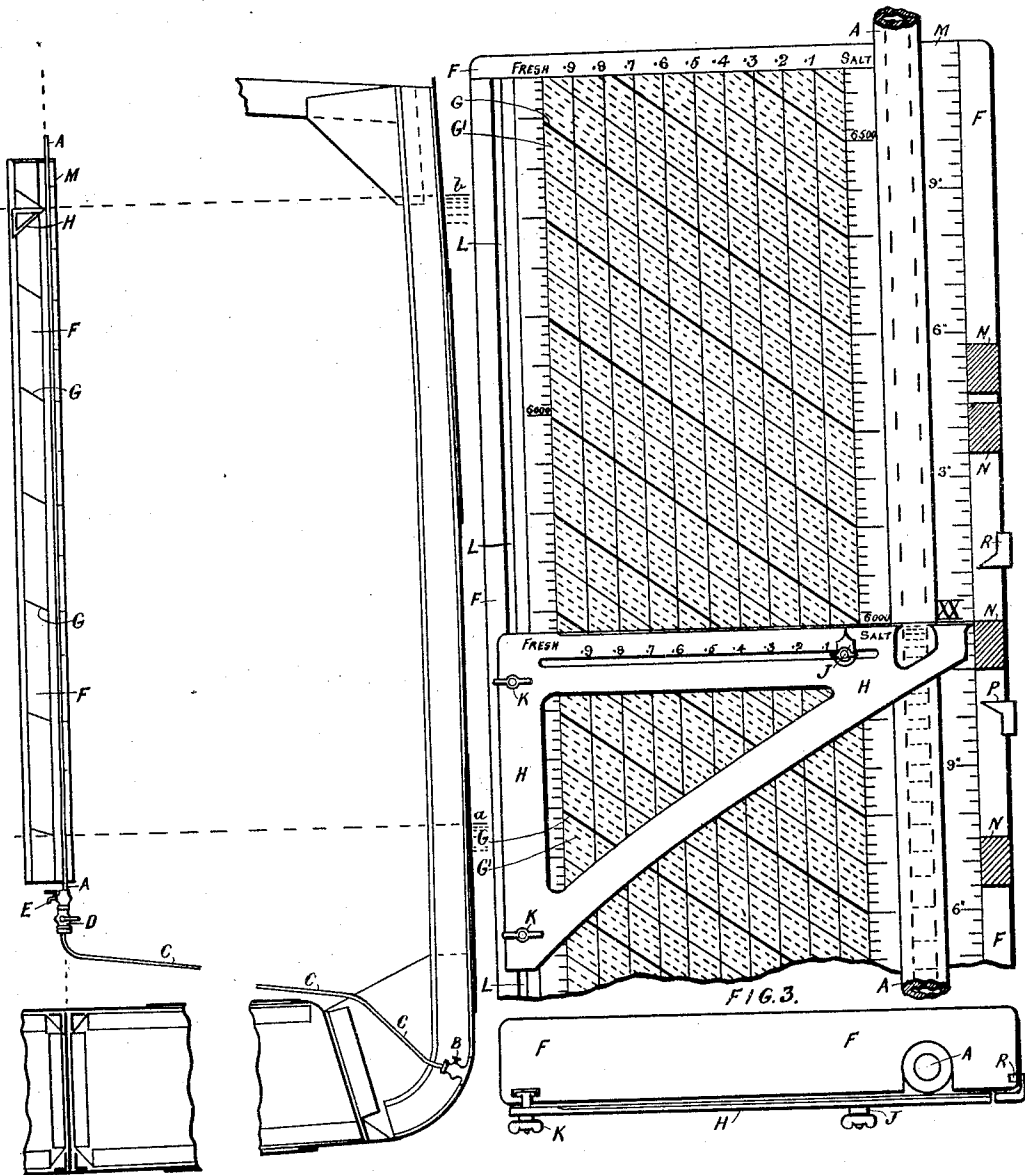 A
M
H
F
G
G
F
A
E
D
C
b
a
C
C
B
A
M
F
FRESH .9 .8 .7 .6 .5 .4 .3 .2 .1 SALT
F
G
G'
6500
9"
L
6"
N
6000
N
3"
L
R
F
6000
XX
N
FRESH .9 .8 .7 .6 .5 .4 .3 .2 .1 SALT
J
K
H
P
H
9"
G
G'
N
K
6"
F
L
A
FIG.3.
F
F
A
R
K
H
J